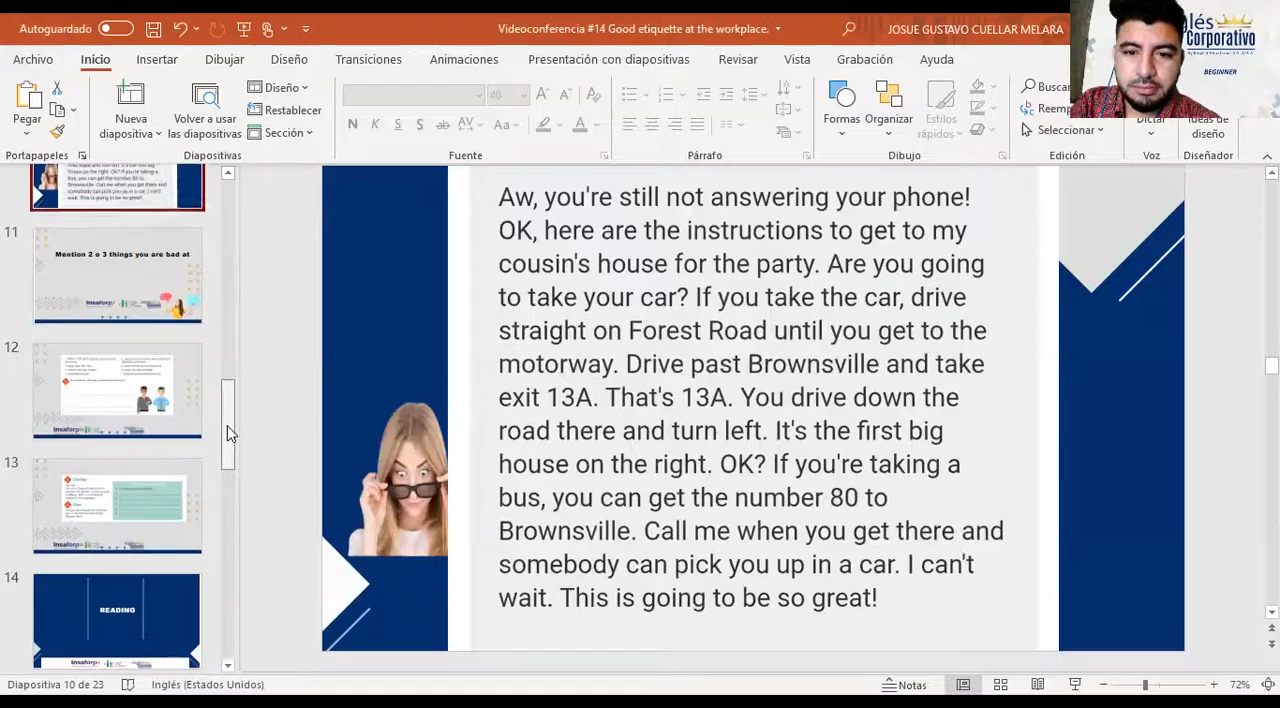 Autoguardado
Videoconferencia #14 Good etiquette at the workplace.
JOSUE GUSTAVO CUELLAR MELARA
Corporativo
BEGINNER
Archivo
Inicio
Insertar
Dibujar
Diseño
Transiciones
Presentación con diapositivas
Revisar
Vista
Grabación
Ayuda
Pegar
Nueva
diapositiva
Volver a usar
las diapositivas
Diseño
Restablecer
Sección
Formas
Organizar
Estilos
rápidos
Seleccionar
Dictar
diseño
Portapapeles
Diapositivas
Fuente
Párrafo
Dibujo
Edición
Voz
Diseñador
11
Mention 2 o 3 things you are bad at
12
13
14
READING
Aw, you're still not answering your phone!
OK, here are the instructions to get to my
cousin's house for the party. Are you going
to take your car? If you take the car, drive
straight on Forest Road until you get to the
motorway. Drive past Brownsville and take
exit 13A. That's 13A. You drive down the
road there and turn left. It's the first big
house on the right. OK? If you're taking a
bus, you can get the number 80 to
Brownsville. Call me when you get there and
somebody can pick you up in a car. I can't
wait. This is going to be so great!
Diapositiva 10 de 23
Inglés (Estados Unidos)
Notas
72%